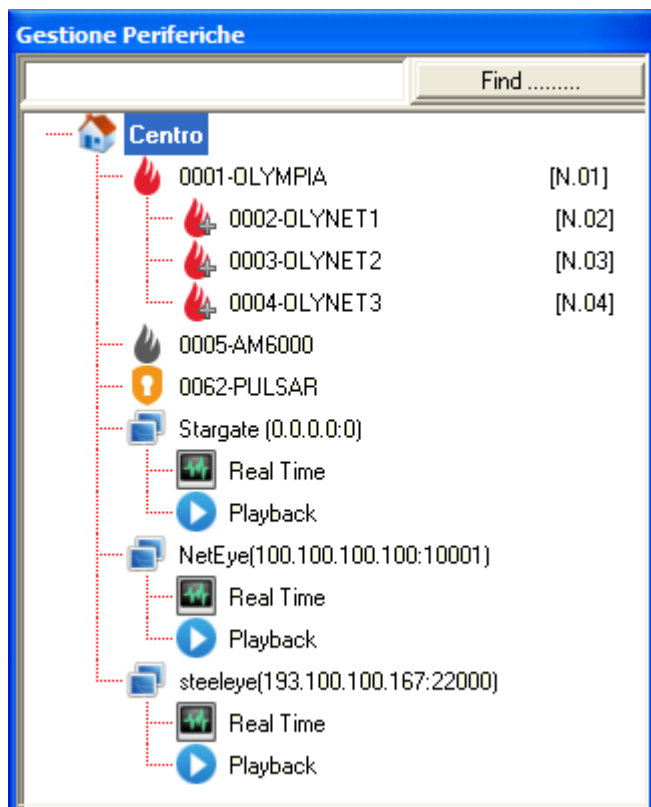 Gestione Periferiche
Find .........
Centro
0001-OLYMPIA [N.01]
0002-OLYNET1 [N.02]
0003-OLYNET2 [N.03]
0004-OLYNET3 [N.04]
0005-AM6000
0062-PULSAR
Stargate (0.0.0.0:0)
Real Time
Playback
NetEye(100.100.100.100:10001)
Real Time
Playback
steeleye(193.100.100.167:22000)
Real Time
Playback